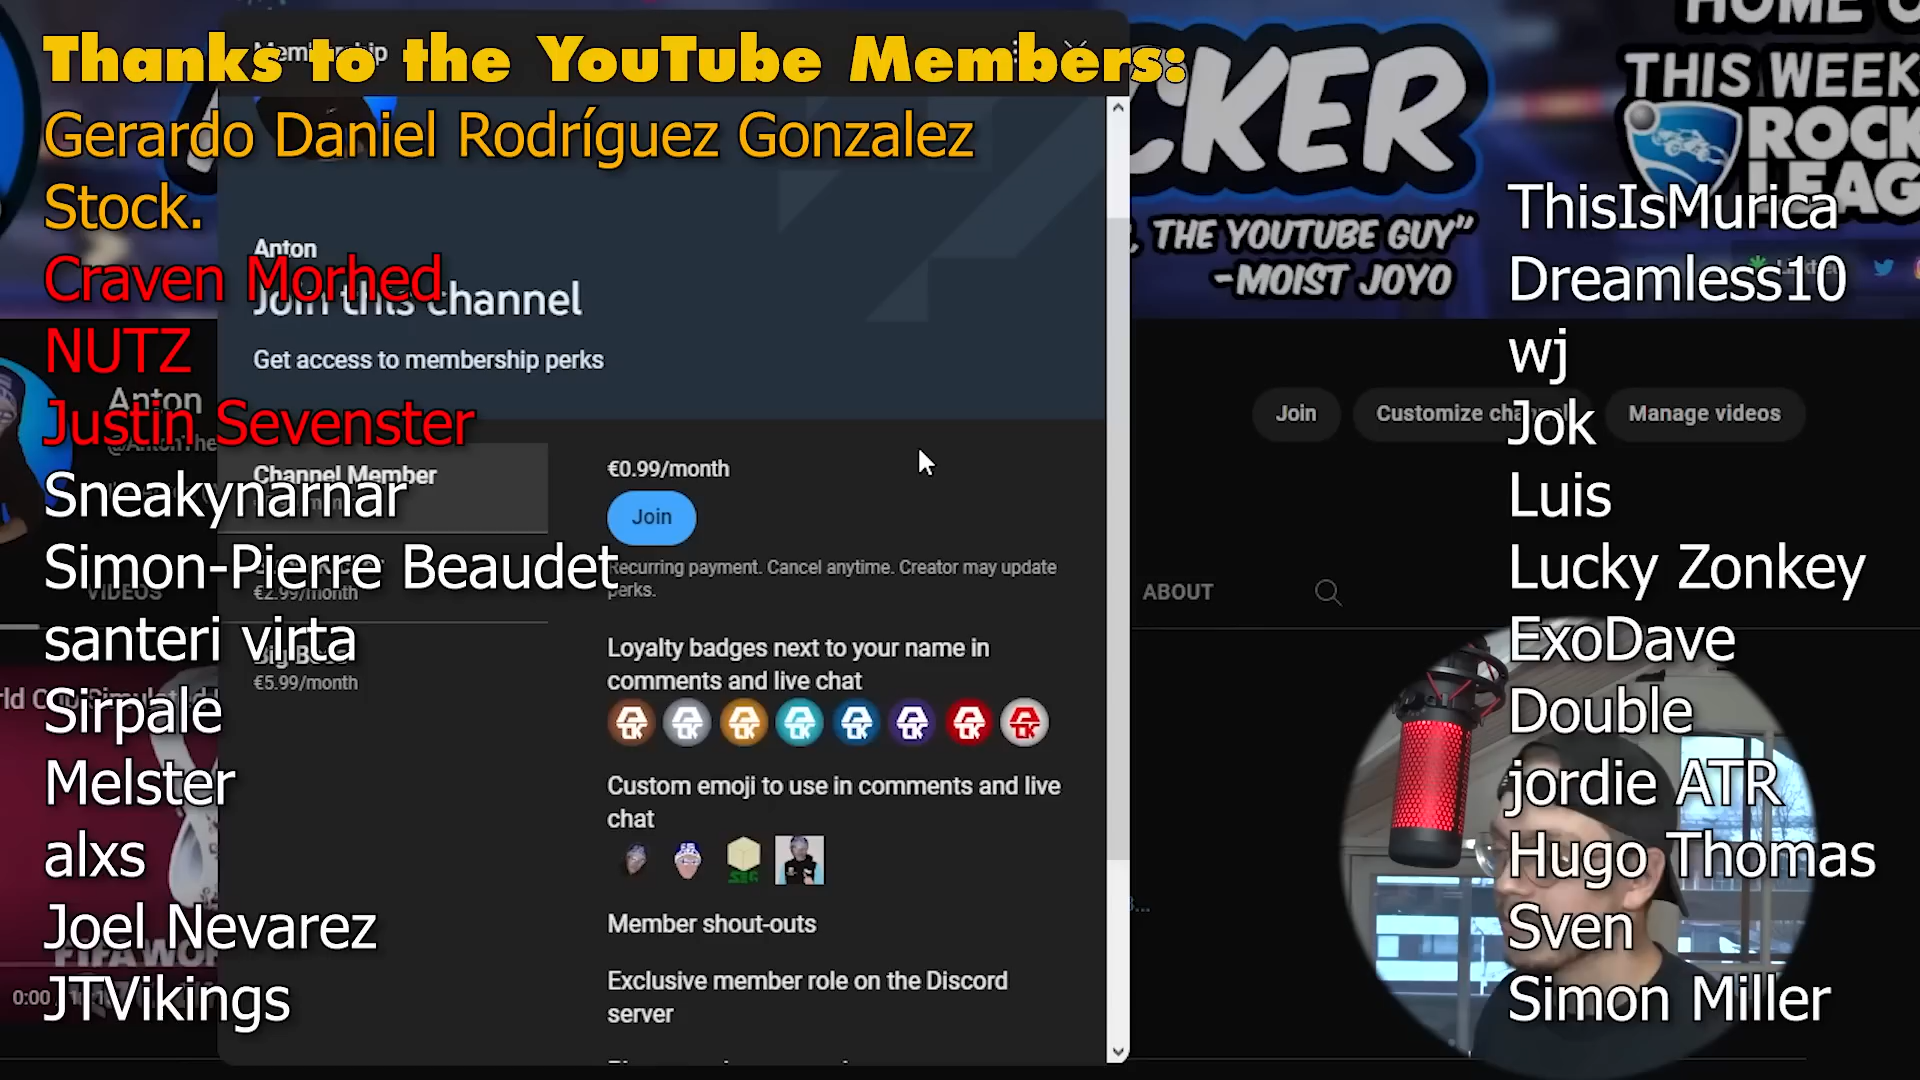 Thanks to the YouTube Members:
Membership
Gerardo Daniel Rodríguez Gonzalez
Stock.
Craven Morhed
NUTZ
Justin Sevenster
Sneakynarnar
Simon-Pierre Beaudet
santeri virta
Sirpale
Melster
alxs
Joel Nevarez
JTVikings
ThisIsMurica
Dreamless10
wj
Jok
Luis
Lucky Zonkey
ExoDave
Double
jordie ATR
Hugo Thomas
Sven
Simon Miller
HOME
THIS WEEK
ROCK
LEAG
CKER
THE YOUTUBE GUY”
-MOIST JOYO
Anton
Join this channel
Get access to membership perks
Anton
Join
Manage videos
Channel Member
€2.99/month
€5.99/month
€0.99/month
Join
Recurring payment. Cancel anytime. Creator may update
perks.
Loyalty badges next to your name in
comments and live chat
Custom emoji to use in comments and live
chat
Member shout-outs
Exclusive member role on the Discord
server
VIDEOS
ABOUT
0:00